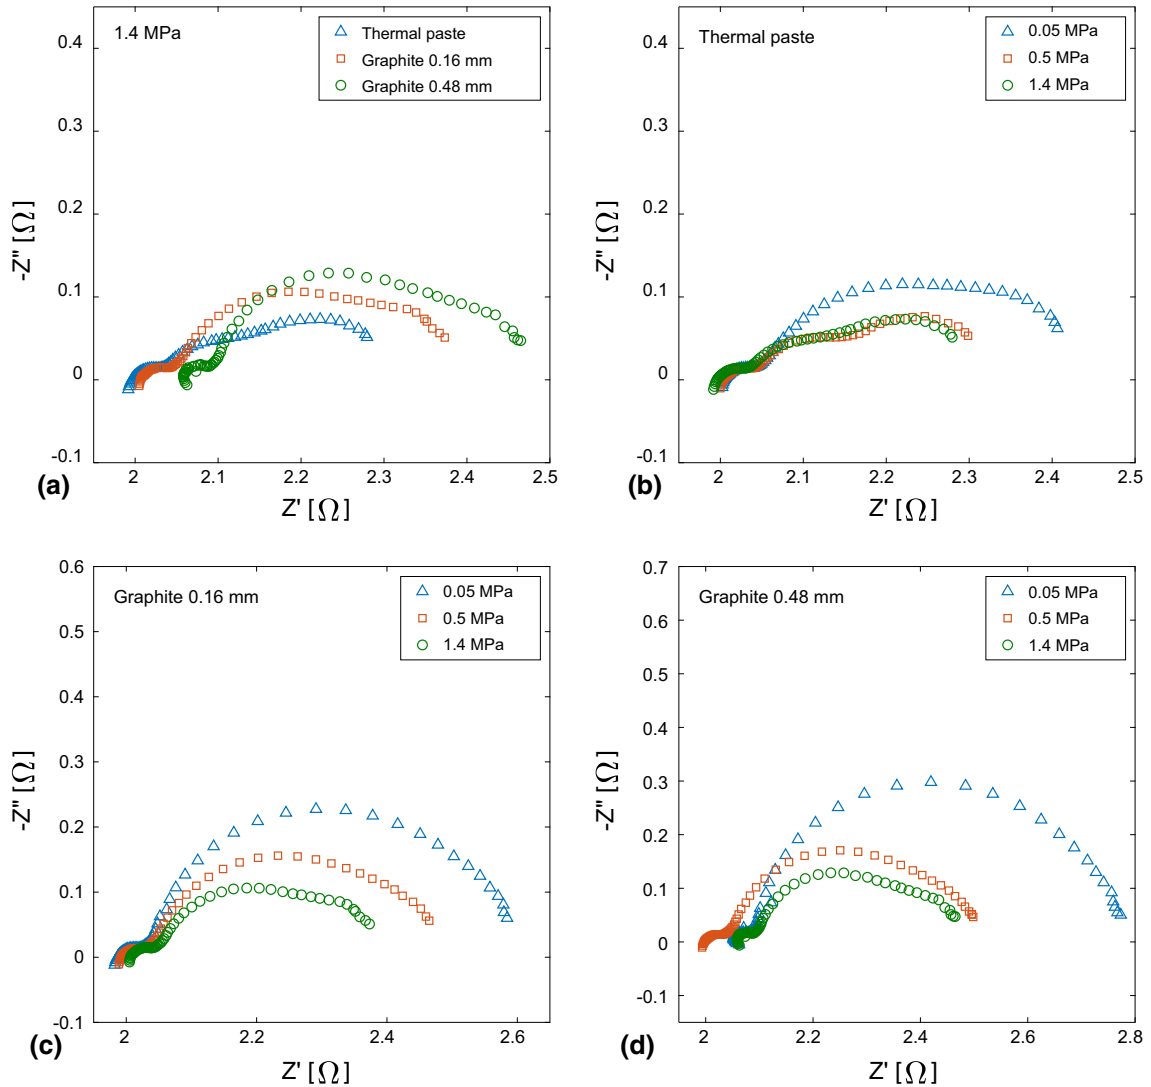 1.4 MPa
Thermal paste
Graphite 0.16 mm
Graphite 0.48 mm
0.4
0.3
0.2
0.1
0
-0.1
-Z'' [Ω]
2
2.1
2.2
2.3
2.4
2.5
Z' [Ω]
(a)
Thermal paste
0.05 MPa
0.5 MPa
1.4 MPa
0.4
0.3
0.2
0.1
0
-0.1
-Z'' [Ω]
2
2.1
2.2
2.3
2.4
2.5
Z' [Ω]
(b)
Graphite 0.16 mm
0.05 MPa
0.5 MPa
1.4 MPa
0.6
0.5
0.4
0.3
0.2
0.1
0
-0.1
-Z'' [Ω]
2
2.2
2.4
2.6
Z' [Ω]
(c)
Graphite 0.48 mm
0.05 MPa
0.5 MPa
1.4 MPa
0.7
0.6
0.5
0.4
0.3
0.2
0.1
0
-0.1
-Z'' [Ω]
2
2.2
2.4
2.6
2.8
Z' [Ω]
(d)